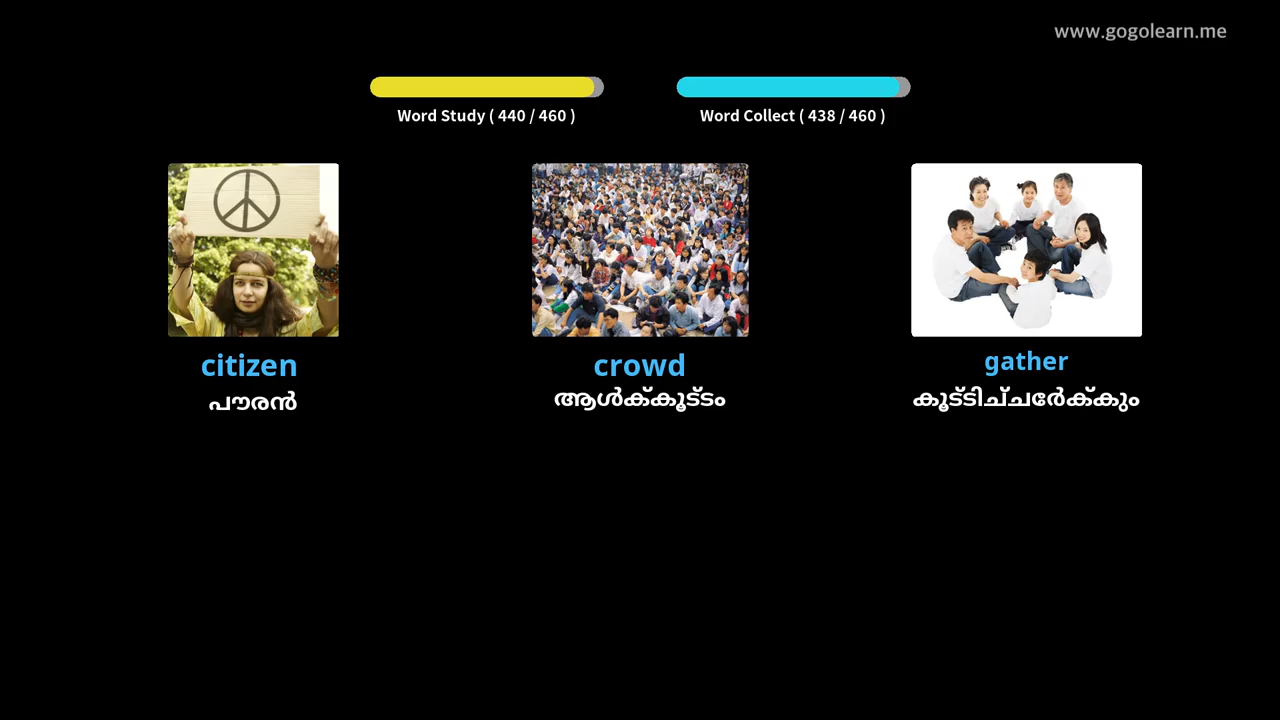 www.gogolearn.me
Word Study ( 440 / 460 )
Word Collect ( 438 / 460 )
citizen
പൗരൻ
crowd
ആൾക്കൂട്ടം
gather
കൂട്ടിച്ചേർക്കും